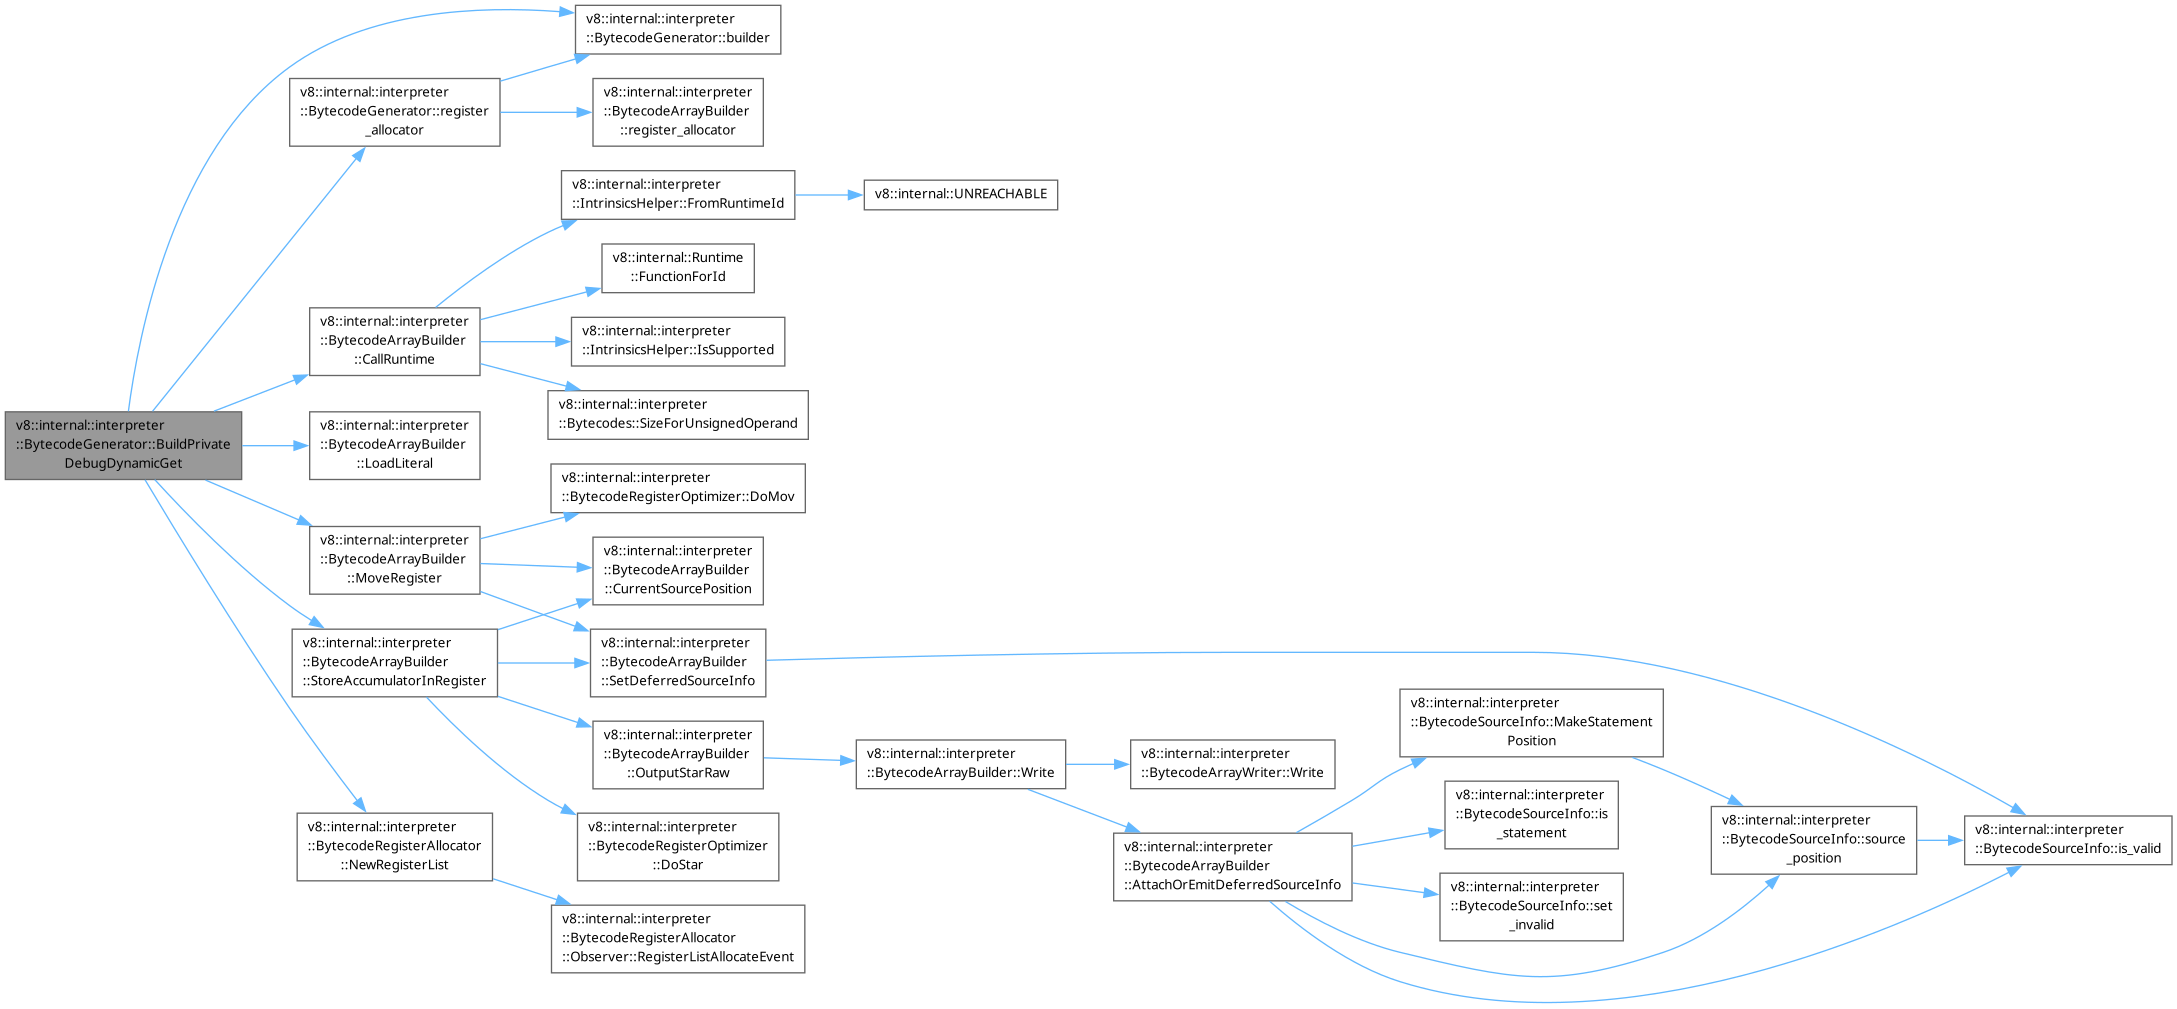 v8::internal::interpreter
::BytecodeGenerator::BuildPrivate
DebugDynamicGet
v8::internal::interpreter
::BytecodeGenerator::builder
v8::internal::interpreter
::BytecodeGenerator::register
_allocator
v8::internal::interpreter
::BytecodeArrayBuilder
::register_allocator
v8::internal::interpreter
::BytecodeArrayBuilder
::CallRuntime
v8::internal::interpreter
::IntrinsicsHelper::FromRuntimeId
v8::internal::UNREACHABLE
v8::internal::Runtime
::FunctionForId
v8::internal::interpreter
::IntrinsicsHelper::IsSupported
v8::internal::interpreter
::Bytecodes::SizeForUnsignedOperand
v8::internal::interpreter
::BytecodeArrayBuilder
::LoadLiteral
v8::internal::interpreter
::BytecodeArrayBuilder
::MoveRegister
v8::internal::interpreter
::BytecodeRegisterOptimizer::DoMov
v8::internal::interpreter
::BytecodeArrayBuilder
::CurrentSourcePosition
v8::internal::interpreter
::BytecodeArrayBuilder
::SetDeferredSourceInfo
v8::internal::interpreter
::BytecodeArrayBuilder
::StoreAccumulatorInRegister
v8::internal::interpreter
::BytecodeArrayBuilder
::OutputStarRaw
v8::internal::interpreter
::BytecodeArrayBuilder::Write
v8::internal::interpreter
::BytecodeArrayWriter::Write
v8::internal::interpreter
::BytecodeArrayBuilder
::AttachOrEmitDeferredSourceInfo
v8::internal::interpreter
::BytecodeSourceInfo::MakeStatement
Position
v8::internal::interpreter
::BytecodeSourceInfo::is
_statement
v8::internal::interpreter
::BytecodeSourceInfo::set
_invalid
v8::internal::interpreter
::BytecodeSourceInfo::source
_position
v8::internal::interpreter
::BytecodeSourceInfo::is_valid
v8::internal::interpreter
::BytecodeRegisterOptimizer
::DoStar
v8::internal::interpreter
::BytecodeRegisterAllocator
::NewRegisterList
v8::internal::interpreter
::BytecodeRegisterAllocator
::Observer::RegisterListAllocateEvent